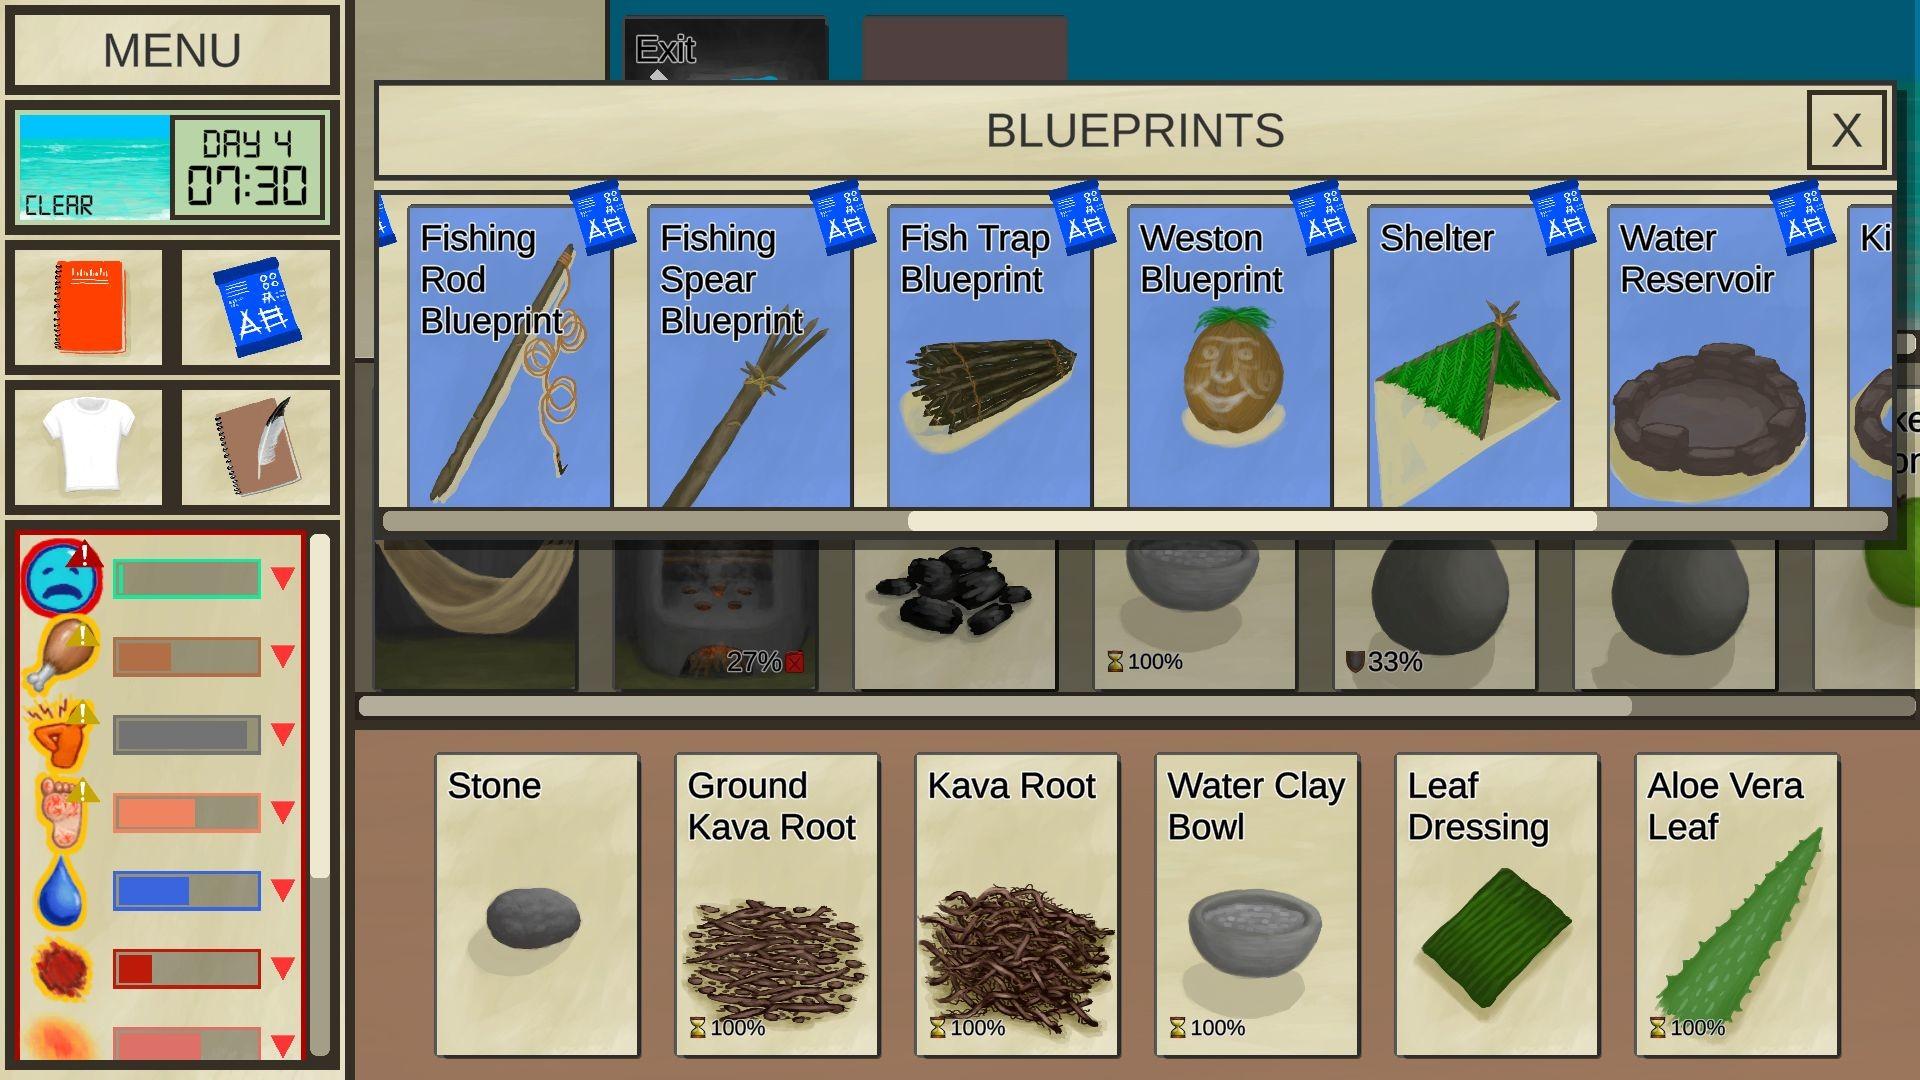 MENU
DAY 4
07:30
CLEAR
Exit
BLUEPRINTS
X
Fishing
Rod
Blueprint
Fishing
Spear
Blueprint
Fish Trap
Blueprint
Weston
Blueprint
Shelter
Water
Reservoir
Ki
27%
100%
33%
Stone
Ground
Kava Root
100%
Kava Root
100%
Water Clay
Bowl
100%
Leaf
Dressing
Aloe Vera
Leaf
100%